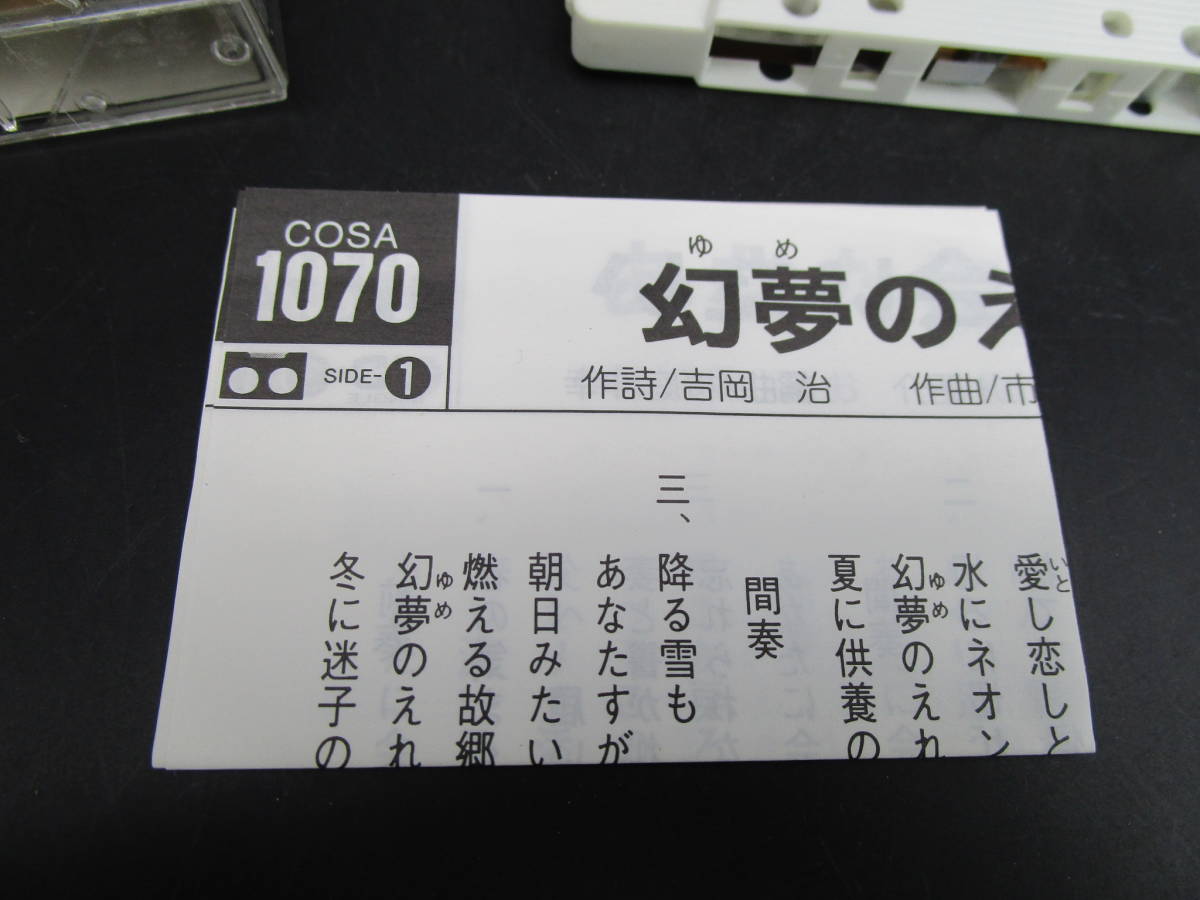 COSA
1070
SIDE-1
ゆめ
幻夢のえ
作詩/吉岡 治 作曲/市
いと
愛し恋しと
水にネオン
ゆめ
幻夢のえれ
夏に供養の
間奏
三、
降る雪も
あなたすが
朝日みたい
燃える故郷
ゆめ
幻夢のえれ
冬に迷子の